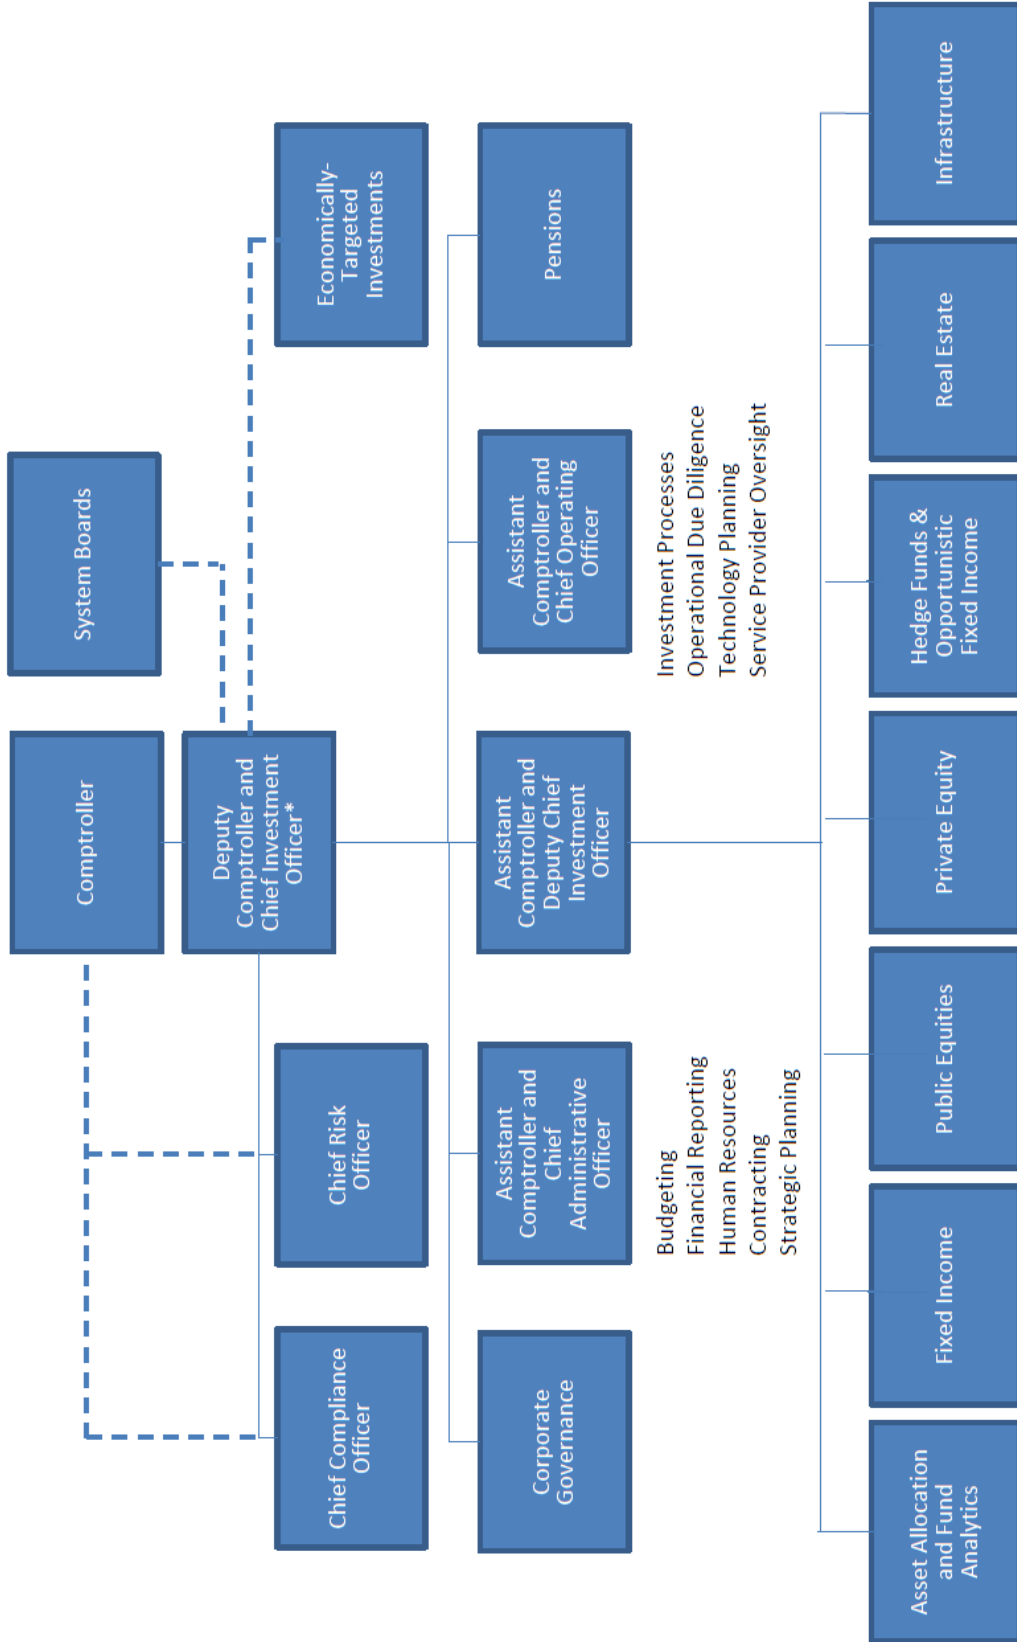 Comptroller
System Boards
Deputy
Comptroller and
Chief Investment
Officer*
Chief Compliance
Officer
Chief Risk
Officer
Economically-
Targeted
Investments
Corporate
Governance
Assistant
Comptroller and
Chief
Administrative
Officer
Assistant
Comptroller and
Deputy Chief
Investment
Officer
Assistant
Comptroller and
Chief Operating
Officer
Pensions
Budgeting
Financial Reporting
Human Resources
Contracting
Strategic Planning
Investment Processes
Operational Due Diligence
Technology Planning
Service Provider Oversight
Asset Allocation
and Fund
Analytics
Fixed Income
Public Equities
Private Equity
Hedge Funds &
Opportunistic
Fixed Income
Real Estate
Infrastructure